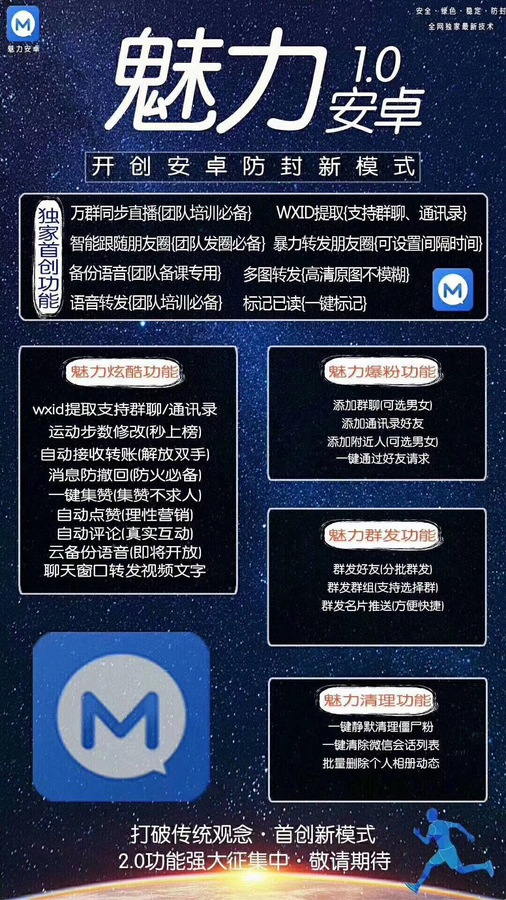 安全·绿色·稳定·防封
全网独家最新技术
M
魅力安卓
魅力
1.0
安卓
开创安卓防封新模式
独家首创功能
万群同步直播{团队培训必备} WXID提取{支持群聊、通讯录}
智能跟随朋友圈{团队发圈必备} 暴力转发朋友圈{可设置间隔时间}
备份语音{团队备课专用} 多图转发{高清原图不模糊}
语音转发{团队培训必备} 标记已读{一键标记}
M
魅力炫酷功能
wxid提取支持群聊/通讯录
运动步数修改(秒上榜)
自动接收转账(解放双手)
消息防撤回(防火必备)
一键集赞(集赞不求人)
自动点赞(理性营销)
自动评论(真实互动)
云备份语音(即将开放)
聊天窗口转发视频文字
魅力爆粉功能
添加群聊(可选男女)
添加通讯录好友
添加附近人(可选男女)
一键通过好友请求
魅力群发功能
群发好友(分批群发)
群发群组(支持选择群)
群发名片推送(方便快捷)
魅力清理功能
一键静默清理僵尸粉
一键清除微信会话列表
批量删除个人相册动态
M
打破传统观念·首创新模式
2.0功能强大征集中·敬请期待